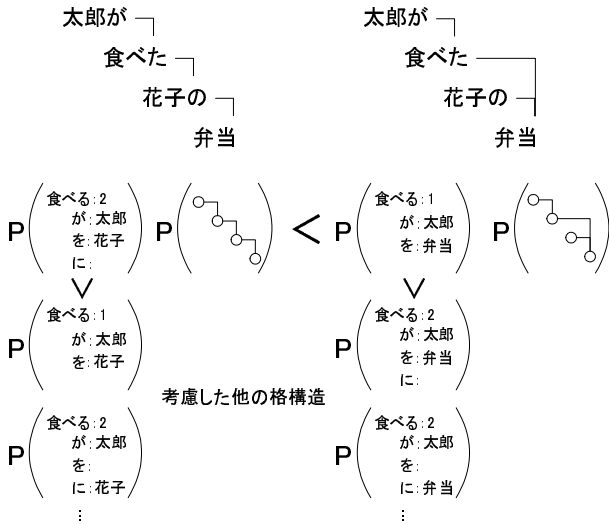 太郎が
食べた
花子の
弁当
太郎が
食べた
花子の
弁当
P(食べる:2
が:太郎
を:花子
に:
) P( ) < P(食べる:1
が:太郎
を:弁当
) P( )
∨
∨
P(食べる:1
が:太郎
を:花子
)
P(食べる:2
が:太郎
を:弁当
に:
)
考慮した他の格構造
P(食べる:2
が:太郎
を:
に:花子
)
⋮
P(食べる:2
が:太郎
を:
に:弁当
)
⋮